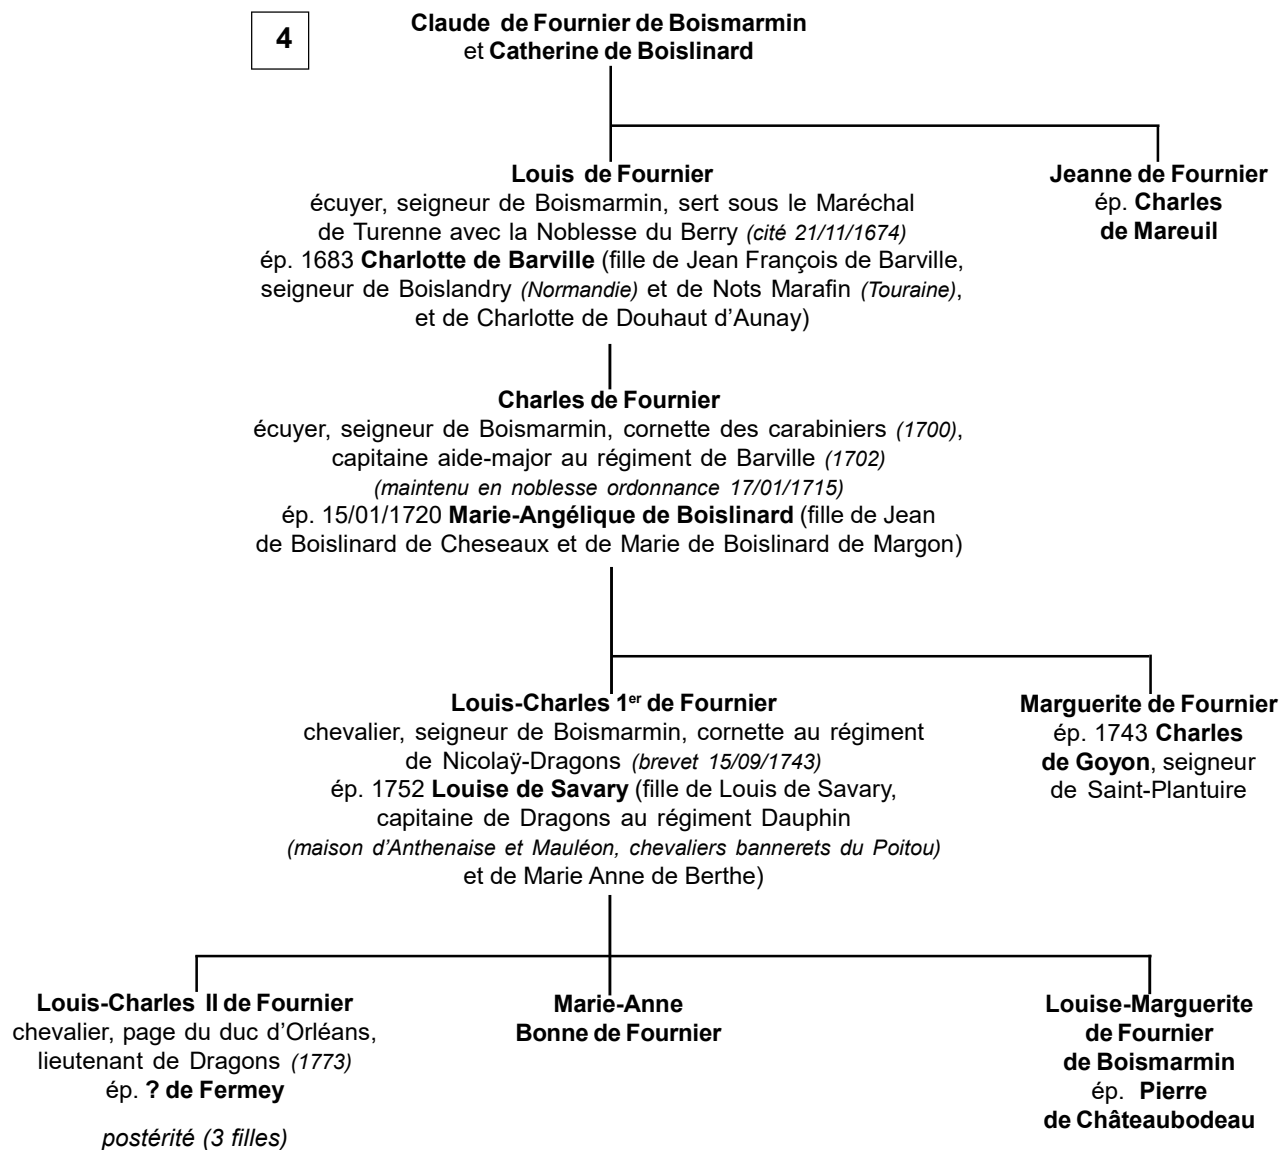 4
Claude de Fournier de Boismarmin
et Catherine de Boislinard
Louis de Fournier
écuyer, seigneur de Boismarmin, sert sous le Maréchal
de Turenne avec la Noblesse du Berry (cité 21/11/1674)
ép. 1683 Charlotte de Barville (fille de Jean François de Barville,
seigneur de Boislandry (Normandie) et de Nots Marafin (Touraine),
et de Charlotte de Douhaut d’Aunay)
Jeanne de Fournier
ép. Charles
de Mareuil
Charles de Fournier
écuyer, seigneur de Boismarmin, cornette des carabiniers (1700),
capitaine aide-major au régiment de Barville (1702)
(maintenu en noblesse ordonnance 17/01/1715)
ép. 15/01/1720 Marie-Angélique de Boislinard (fille de Jean
de Boislinard de Cheseaux et de Marie de Boislinard de Margon)
Louis-Charles 1er de Fournier
chevalier, seigneur de Boismarmin, cornette au régiment
de Nicolaÿ-Dragons (brevet 15/09/1743)
ép. 1752 Louise de Savary (fille de Louis de Savary,
capitaine de Dragons au régiment Dauphin
(maison d’Anthenaise et Mauléon, chevaliers bannerets du Poitou)
et de Marie Anne de Berthe)
Marguerite de Fournier
ép. 1743 Charles
de Goyon, seigneur
de Saint-Plantuire
Louis-Charles II de Fournier
chevalier, page du duc d’Orléans,
lieutenant de Dragons (1773)
ép. ? de Fermey
postérité (3 filles)
Marie-Anne
Bonne de Fournier
Louise-Marguerite
de Fournier
de Boismarmin
ép. Pierre
de Châteaubodeau